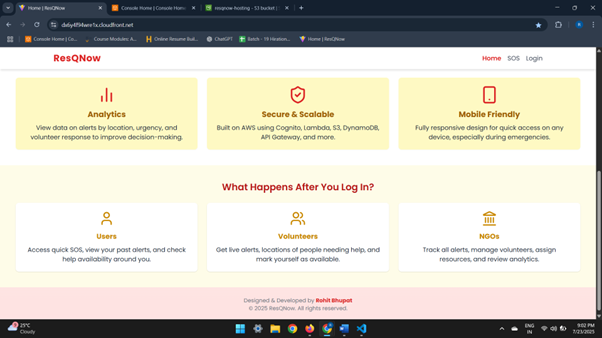 Home | ResQNow
Console Home | Console Home
resqnow-hosting - S3 bucket |
dx6y4f94wnr1x.cloudfront.net
Console Home | Co...
Course Modules: A...
Online Resume Buil...
ChatGPT
Batch - 19 Hiration...
Home | ResQNow
ResQNow
Home SOS Login
Analytics
View data on alerts by location, urgency, and
volunteer response to improve decision-making.
Secure & Scalable
Built on AWS using Cognito, Lambda, S3, DynamoDB,
API Gateway, and more.
Mobile Friendly
Fully responsive design for quick access on any
device, especially during emergencies.
What Happens After You Log In?
Users
Access quick SOS, view your past alerts, and check
help availability around you.
Volunteers
Get live alerts, locations of people needing help, and
mark yourself as available.
NGOs
Track all alerts, manage volunteers, assign
resources, and review analytics.
Designed & Developed by Rohit Bhupat
© 2025 ResQNow. All rights reserved.
25°C
Cloudy
ENG
IN
9:02 PM
7/23/2025